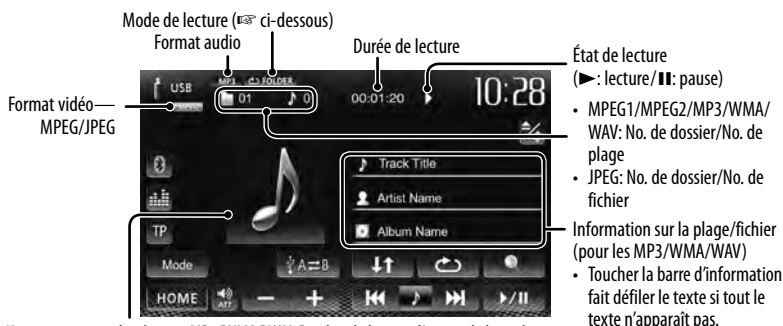 Mode de lecture (☞ ci-dessous)
Format audio
Durée de lecture
État de lecture
(►: lecture/❚❚: pause)
Format vidéo
MPEG/JPEG
• MPEG1/MPEG2/MP3/WMA/
WAV: No. de dossier/No. de
plage
• JPEG: No. de dossier/No. de
fichier
Information sur la plage/fichier
(pour les MP3/WMA/WAV)
• Toucher la barre d'information
fait défiler le texte si tout le
texte n'apparaît pas.
USB
MP3
FOLDER
01
0
00:01:20
10:28
Track Title
Artist Name
Album Name
TP
Mode
A⇄B
HOME
ATT
− +